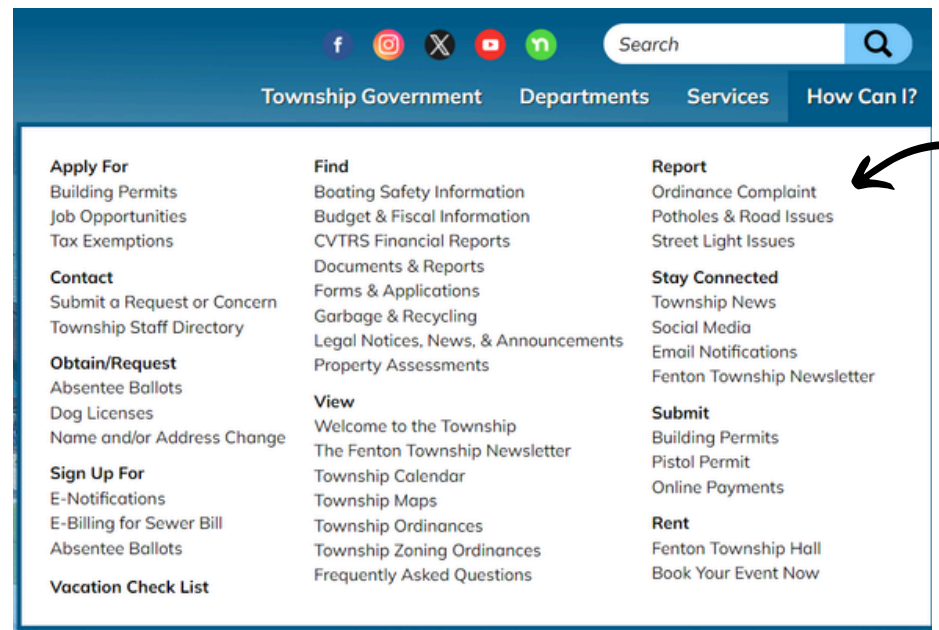 Search
Township Government
Departments
Services
How Can I?
Apply For
Building Permits
Job Opportunities
Tax Exemptions
Contact
Submit a Request or Concern
Township Staff Directory
Obtain/Request
Absentee Ballots
Dog Licenses
Name and/or Address Change
Sign Up For
E-Notifications
E-Billing for Sewer Bill
Absentee Ballots
Vacation Check List
Find
Boating Safety Information
Budget & Fiscal Information
CVTRS Financial Reports
Documents & Reports
Forms & Applications
Garbage & Recycling
Legal Notices, News, & Announcements
Property Assessments
View
Welcome to the Township
The Fenton Township Newsletter
Township Calendar
Township Maps
Township Ordinances
Township Zoning Ordinances
Frequently Asked Questions
Report
Ordinance Complaint
Potholes & Road Issues
Street Light Issues
Stay Connected
Township News
Social Media
Email Notifications
Fenton Township Newsletter
Submit
Building Permits
Pistol Permit
Online Payments
Rent
Fenton Township Hall
Book Your Event Now